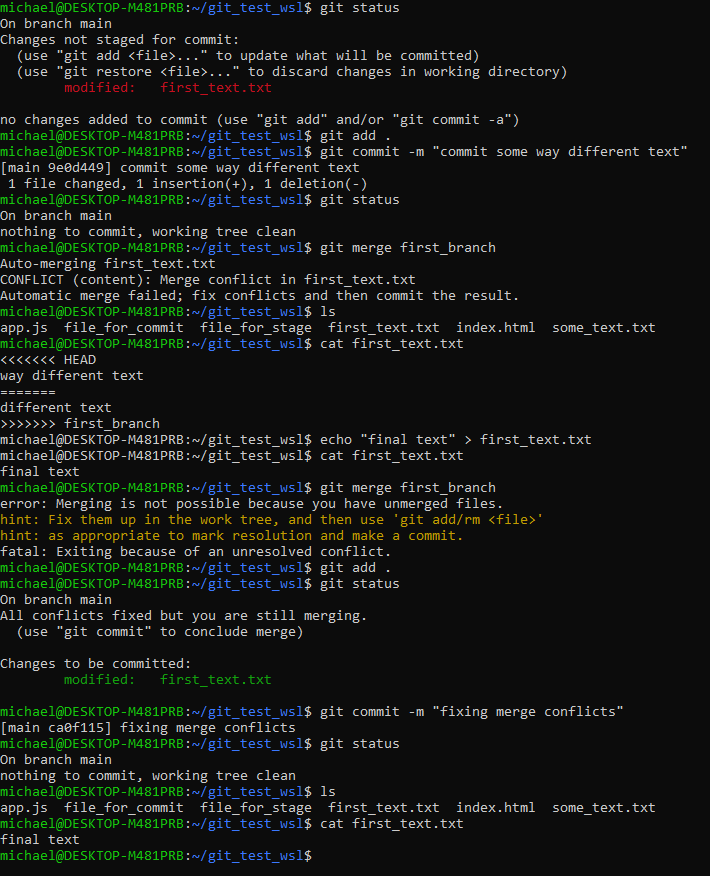 michael@DESKTOP-M481PRB:~/git_test_wsl$ git status
On branch main
Changes not staged for commit:
  (use "git add <file>..." to update what will be committed)
  (use "git restore <file>..." to discard changes in working directory)
        modified:   first_text.txt

no changes added to commit (use "git add" and/or "git commit -a")
michael@DESKTOP-M481PRB:~/git_test_wsl$ git add .
michael@DESKTOP-M481PRB:~/git_test_wsl$ git commit -m "commit some way different text"
[main 9e0d449] commit some way different text
 1 file changed, 1 insertion(+), 1 deletion(-)
michael@DESKTOP-M481PRB:~/git_test_wsl$ git status
On branch main
nothing to commit, working tree clean
michael@DESKTOP-M481PRB:~/git_test_wsl$ git merge first_branch
Auto-merging first_text.txt
CONFLICT (content): Merge conflict in first_text.txt
Automatic merge failed; fix conflicts and then commit the result.
michael@DESKTOP-M481PRB:~/git_test_wsl$ ls
app.js  file_for_commit  file_for_stage  first_text.txt  index.html  some_text.txt
michael@DESKTOP-M481PRB:~/git_test_wsl$ cat first_text.txt
<<<<<<< HEAD
way different text
=======
different text
>>>>>>> first_branch
michael@DESKTOP-M481PRB:~/git_test_wsl$ echo "final text" > first_text.txt
michael@DESKTOP-M481PRB:~/git_test_wsl$ cat first_text.txt
final text
michael@DESKTOP-M481PRB:~/git_test_wsl$ git merge first_branch
error: Merging is not possible because you have unmerged files.
hint: Fix them up in the work tree, and then use 'git add/rm <file>'
hint: as appropriate to mark resolution and make a commit.
fatal: Exiting because of an unresolved conflict.
michael@DESKTOP-M481PRB:~/git_test_wsl$ git add .
michael@DESKTOP-M481PRB:~/git_test_wsl$ git status
On branch main
All conflicts fixed but you are still merging.
  (use "git commit" to conclude merge)

Changes to be committed:
        modified:   first_text.txt

michael@DESKTOP-M481PRB:~/git_test_wsl$ git commit -m "fixing merge conflicts"
[main ca0f115] fixing merge conflicts
michael@DESKTOP-M481PRB:~/git_test_wsl$ git status
On branch main
nothing to commit, working tree clean
michael@DESKTOP-M481PRB:~/git_test_wsl$ ls
app.js  file_for_commit  file_for_stage  first_text.txt  index.html  some_text.txt
michael@DESKTOP-M481PRB:~/git_test_wsl$ cat first_text.txt
final text
michael@DESKTOP-M481PRB:~/git_test_wsl$